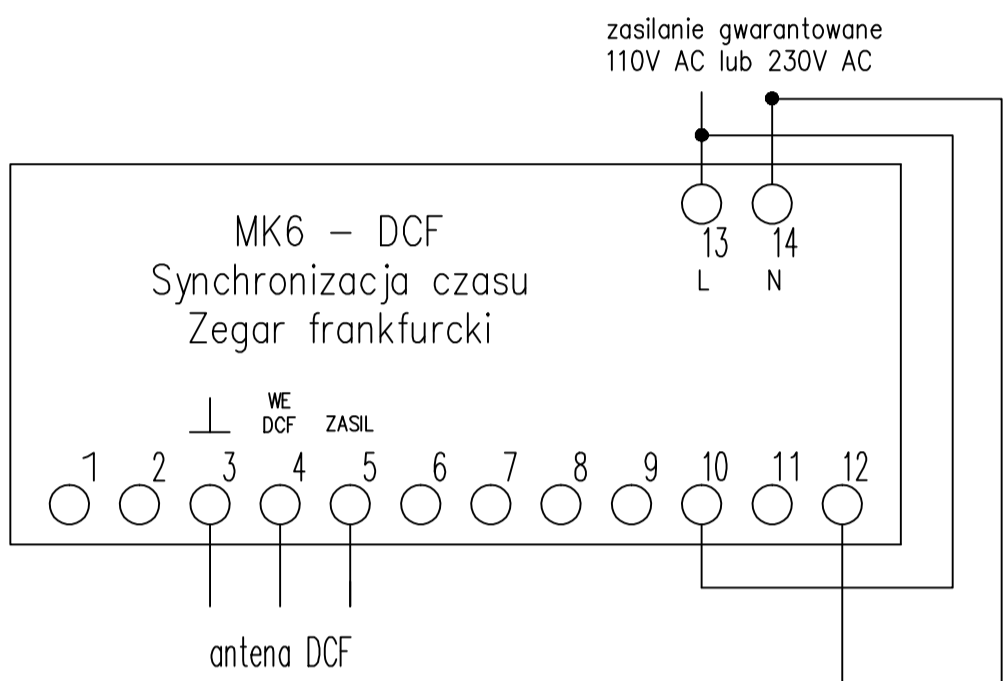 zasilanie gwarantowane
110V AC lub 230V AC
13 14
L N
MK6 – DCF
Synchronizacja czasu
Zegar frankfurcki
WE
DCF ZASIL
1 2 3 4 5 6 7 8 9 10 11 12
antena DCF